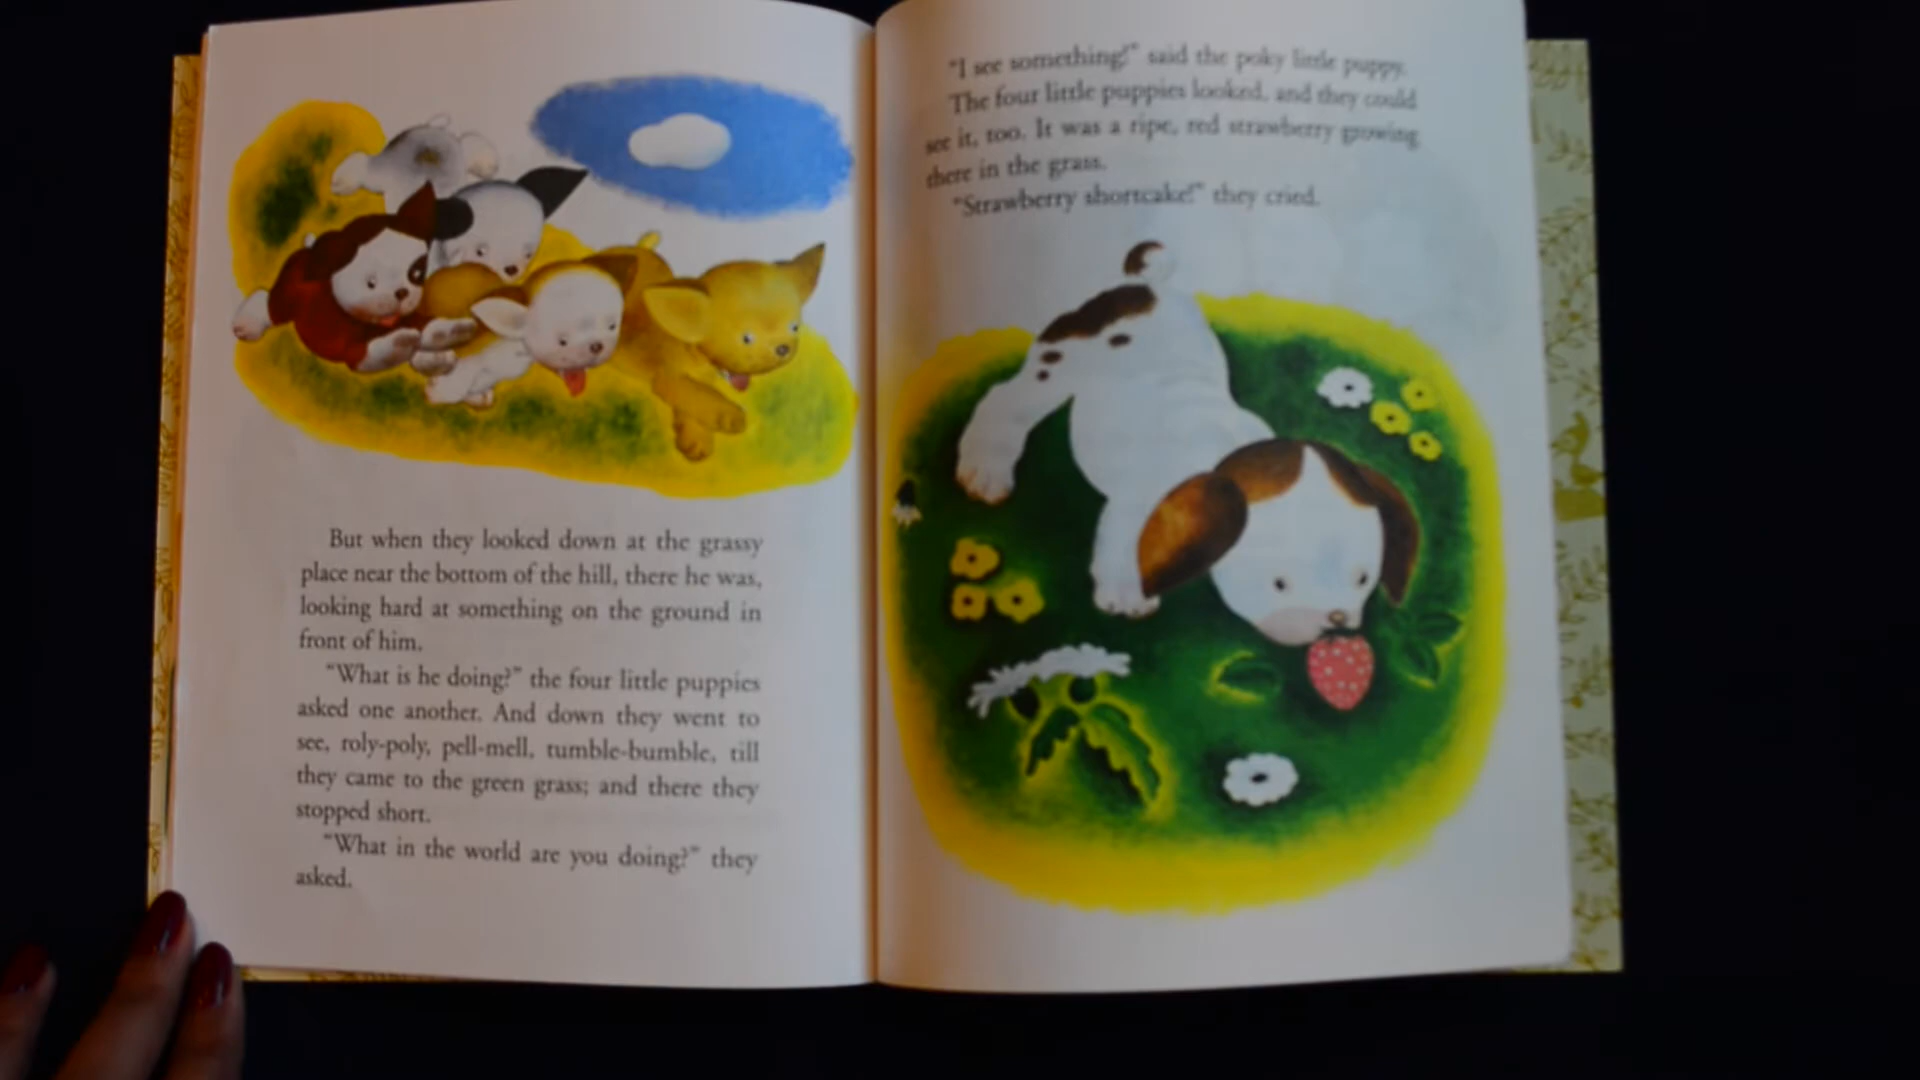 But when they looked down at the grassy
place near the bottom of the hill, there he was,
looking hard at something on the ground in
front of him.
"What is he doing?" the four little puppies
asked one another. And down they went to
see, roly-poly, pell-mell, tumble-bumble, till
they came to the green grass; and there they
stopped short.
"What in the world are you doing?" they
asked.
"I see something!" said the poky little puppy.
The four little puppies looked, and they could
see it, too. It was a ripe, red strawberry growing
there in the grass.
"Strawberry shortcake!" they cried.